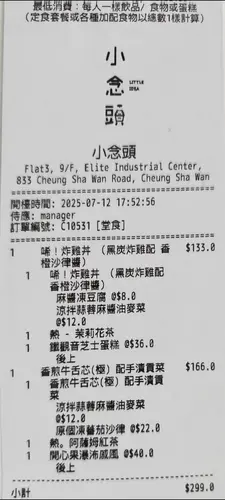 最低消費：每人一樣飲品/ 食物或蛋糕
(定食套餐或各種加配食物以總數1樣計算)
小念頭
LITTLE IDEA
小念頭
Flat3, 9/F, Elite Industrial Center,
833 Cheung Sha Wan Road, Cheung Sha Wan
開檯時間: 2025-07-12 17:52:56
侍應: manager
訂單編號: C10531 [堂食]
1 唏！炸雞丼 （黑炭炸雞配 香橙沙律醬） $133.0
1 唏！炸雞丼 （黑炭炸雞配
香橙沙律醬）
麻醬凍豆腐 @$8.0
涼拌蒜蓉麻醬油麥菜
@$12.0
1 熱 - 茉莉花茶
1 鐵觀音芝士蛋糕 @$36.0
後上
1 香煎牛舌芯(極) 配手漬貢菜 $166.0
1 香煎牛舌芯(極) 配手漬貢
菜
涼拌蒜蓉麻醬油麥菜
@$12.0
原個凍蕃茄沙律 @$22.0
1 熱。阿薩姆紅茶
1 開心果瀑沛戚風 @$40.0
後上
小計 $299.0